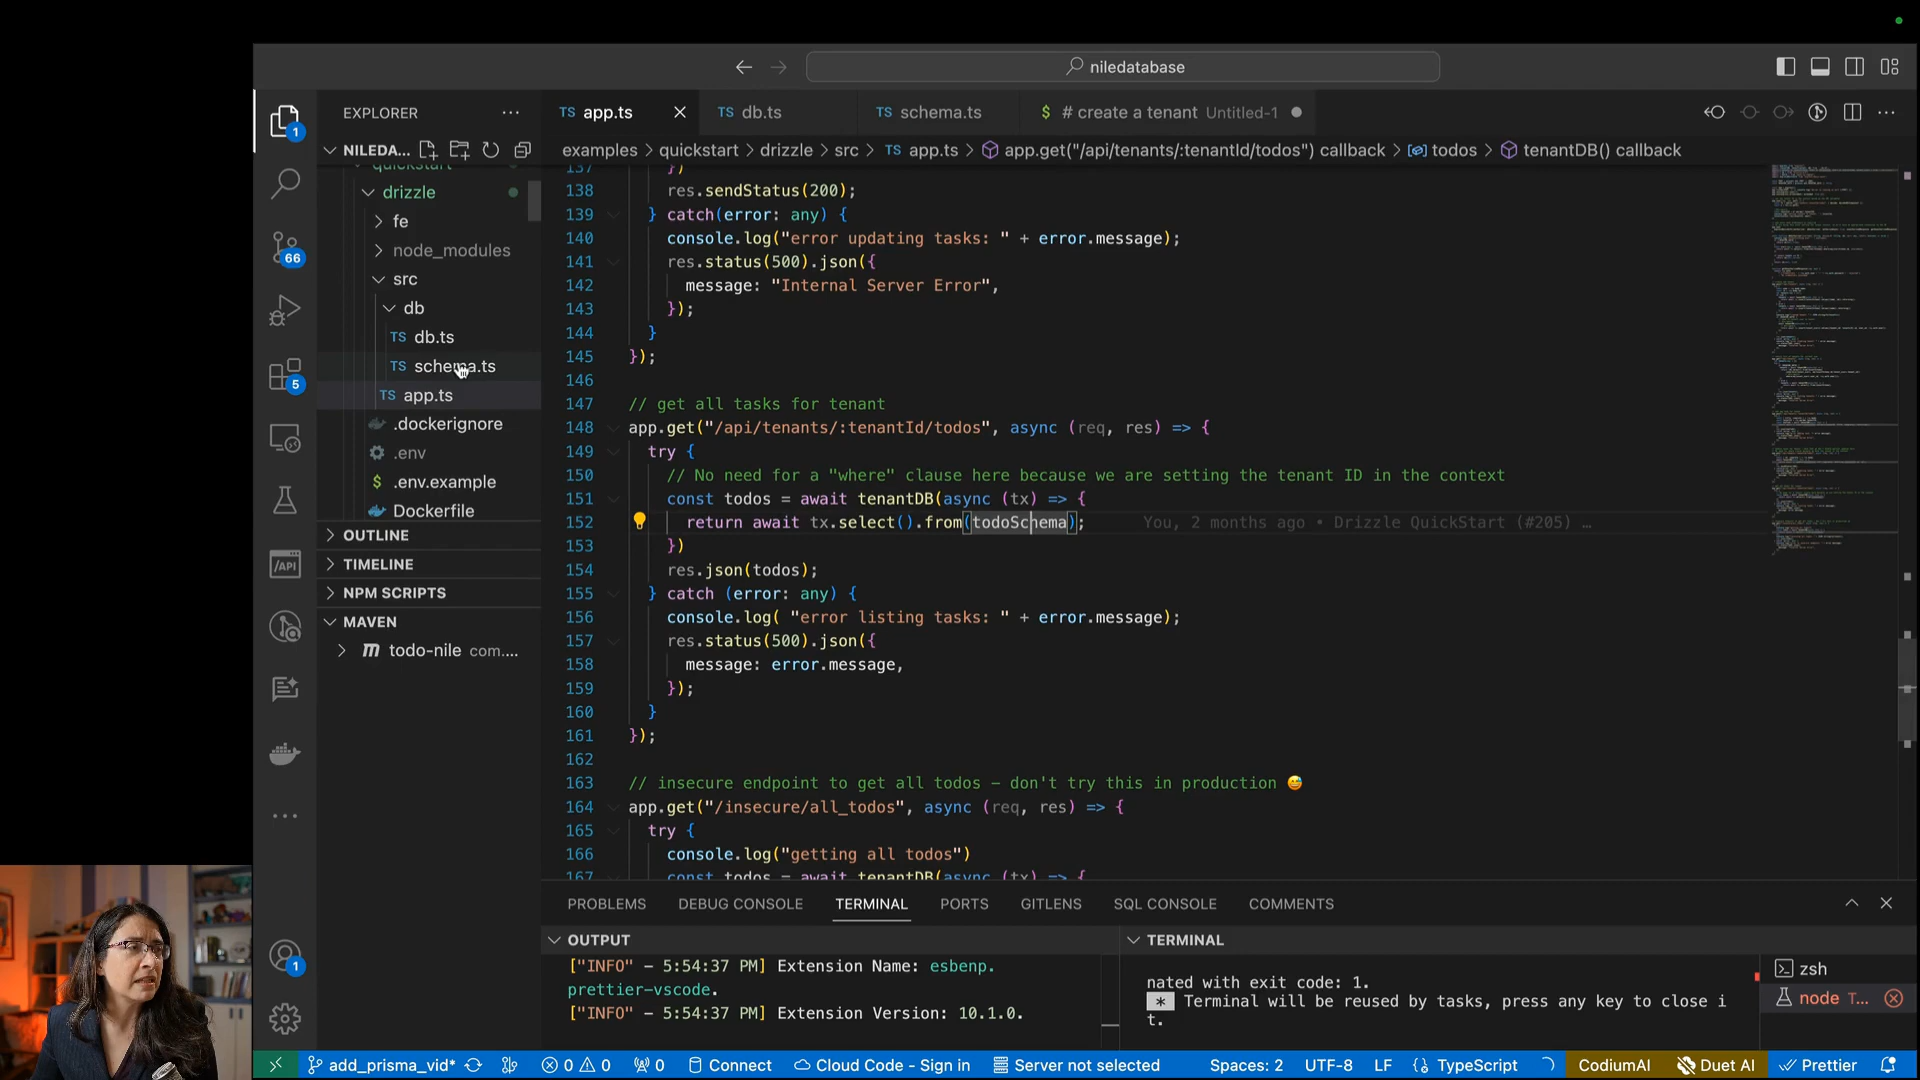 niledatabase
EXPLORER
TS app.ts
TS db.ts
TS schema.ts
$ # create a tenant Untitled-1
NILEDA...
examples > quickstart > drizzle > src > TS app.ts > app.get("/api/tenants/:tenantId/todos") callback > todos > tenantDB() callback
quickstart
drizzle
fe
node_modules
src
db
TS db.ts
TS schema.ts
TS app.ts
.dockerignore
.env
$ .env.example
Dockerfile
OUTLINE
TIMELINE
NPM SCRIPTS
MAVEN
m todo-nile com....
1
66
5
/API
1
137 })
138 res.sendStatus(200);
139 } catch(error: any) {
140 console.log("error updating tasks: " + error.message);
141 res.status(500).json({
142 message: "Internal Server Error",
143 });
144 }
145 });
146
147 // get all tasks for tenant
148 app.get("/api/tenants/:tenantId/todos", async (req, res) => {
149 try {
150 // No need for a "where" clause here because we are setting the tenant ID in the context
151 const todos = await tenantDB(async (tx) => {
152 return await tx.select().from(todoSchema); You, 2 months ago • Drizzle QuickStart (#205) …
153 })
154 res.json(todos);
155 } catch (error: any) {
156 console.log( "error listing tasks: " + error.message);
157 res.status(500).json({
158 message: error.message,
159 });
160 }
161 });
162
163 // insecure endpoint to get all todos – don't try this in production 😅
164 app.get("/insecure/all_todos", async (req, res) => {
165 try {
166 console.log("getting all todos")
167 const todos = await tenantDB(async (tx) => {
PROBLEMS DEBUG CONSOLE TERMINAL PORTS GITLENS SQL CONSOLE COMMENTS
OUTPUT
["INFO" - 5:54:37 PM] Extension Name: esbenp.
prettier-vscode.
["INFO" - 5:54:37 PM] Extension Version: 10.1.0.
TERMINAL
nated with exit code: 1.
* Terminal will be reused by tasks, press any key to close i
t.
zsh
node T...
add_prisma_vid* 0 0 0 Connect Cloud Code - Sign in Server not selected Spaces: 2 UTF-8 LF {} TypeScript CodiumAI Duet AI Prettier